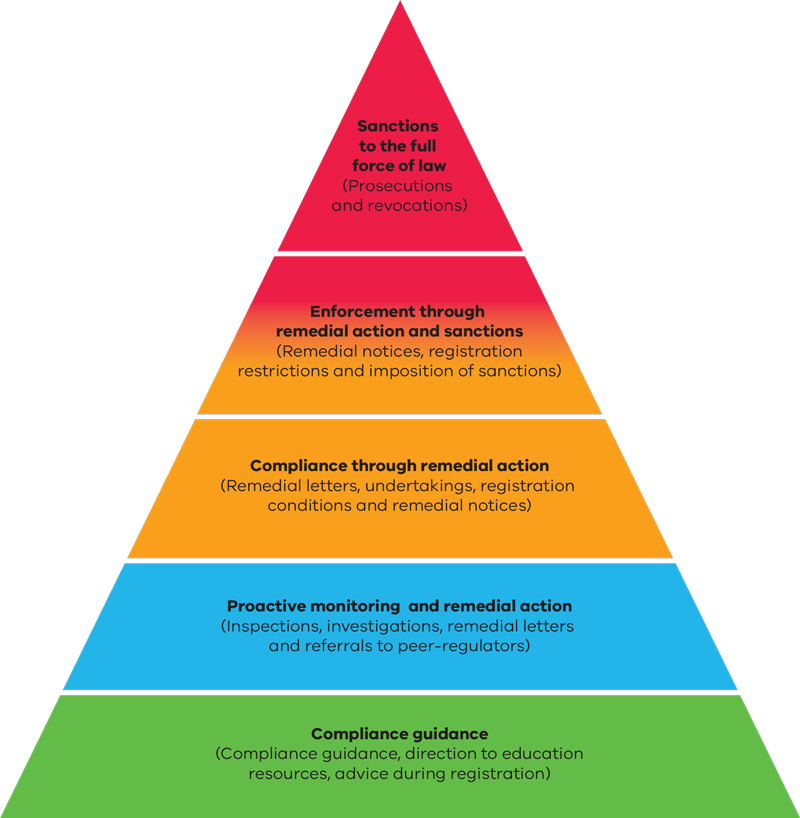 Sanctions
to the full
force of law
(Prosecutions
and revocations)
Enforcement through
remedial action and sanctions
(Remedial notices, registration
restrictions and imposition of sanctions)
Compliance through remedial action
(Remedial letters, undertakings, registration
conditions and remedial notices)
Proactive monitoring  and remedial action
(Inspections, investigations, remedial letters
and referrals to peer-regulators)
Compliance guidance
(Compliance guidance, direction to education
resources, advice during registration)